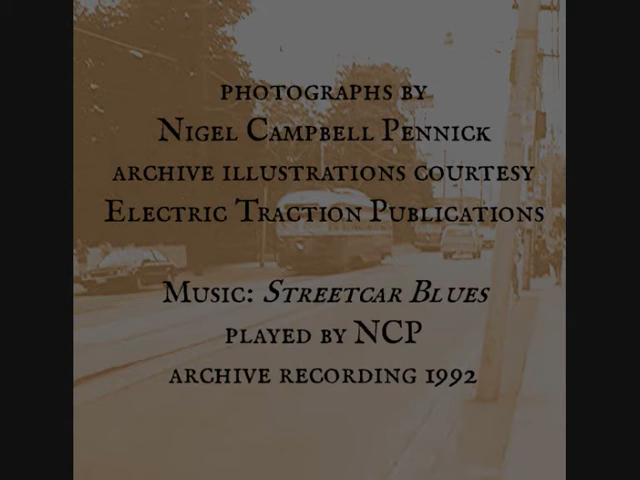 PHOTOGRAPHS BY
NIGEL CAMPBELL PENNICK
ARCHIVE ILLUSTRATIONS COURTESY
ELECTRIC TRACTION PUBLICATIONS
MUSIC: STREETCAR BLUES
PLAYED BY NCP
ARCHIVE RECORDING 1992